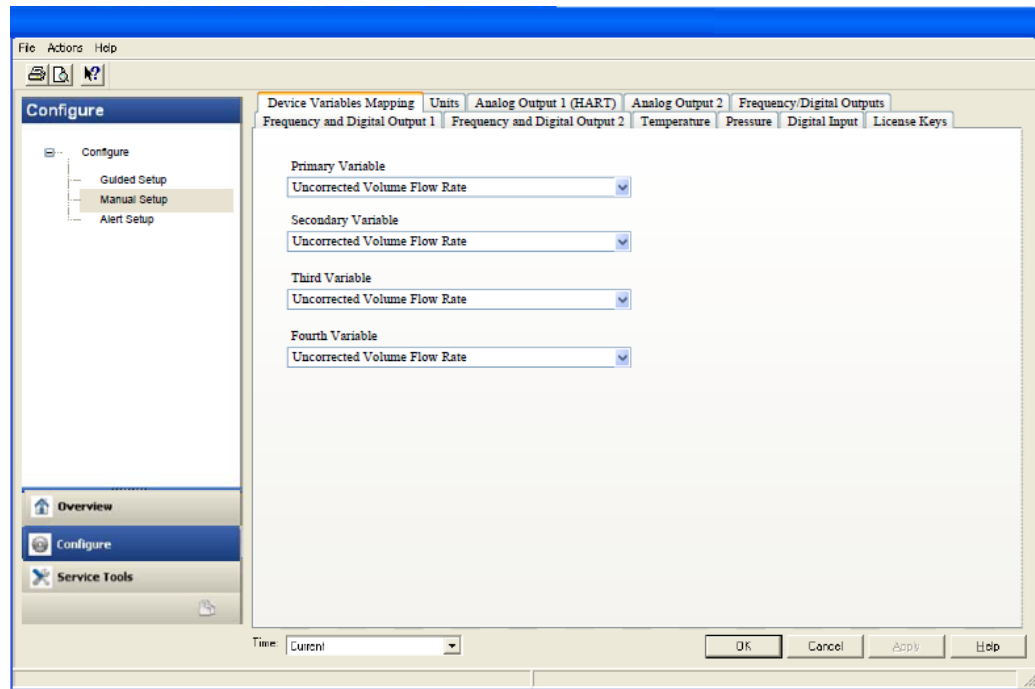 File Actions Help
Configure
Configure
Guided Setup
Manual Setup
Alert Setup
Overview
Configure
Service Tools
Device Variables Mapping Units Analog Output 1 (HART) Analog Output 2 Frequency/Digital Outputs
Frequency and Digital Output 1 Frequency and Digital Output 2 Temperature Pressure Digital Input License Keys
Primary Variable
Uncorrected Volume Flow Rate
Secondary Variable
Uncorrected Volume Flow Rate
Third Variable
Uncorrected Volume Flow Rate
Fourth Variable
Uncorrected Volume Flow Rate
Time: Current
OK Cancel Apply Help